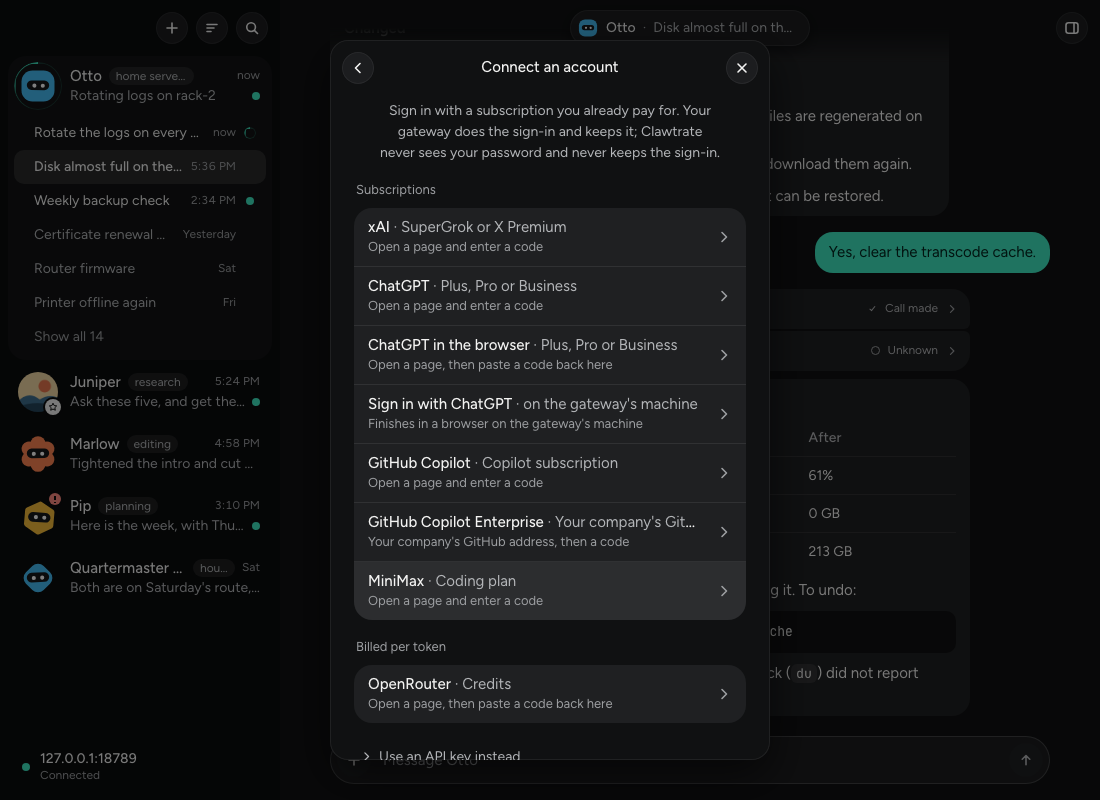 Otto home serve... now
Rotating logs on rack-2
Rotate the logs on every ... now
Disk almost full on the... 5:36 PM
Weekly backup check 2:34 PM
Certificate renewal ... Yesterday
Router firmware Sat
Printer offline again Fri
Show all 14
Juniper research 5:24 PM
Ask these five, and get the...
Marlow editing 4:58 PM
Tightened the intro and cut ...
Pip planning 3:10 PM
Here is the week, with Thu...
Quartermaster ... hou... Sat
Both are on Saturday's route,...
127.0.0.1:18789
Connected
Otto · Disk almost full on th...
Connect an account
Sign in with a subscription you already pay for. Your
gateway does the sign-in and keeps it; Clawtrate
never sees your password and never keeps the sign-in.
Subscriptions
xAI · SuperGrok or X Premium
Open a page and enter a code
ChatGPT · Plus, Pro or Business
Open a page and enter a code
ChatGPT in the browser · Plus, Pro or Business
Open a page, then paste a code back here
Sign in with ChatGPT · on the gateway's machine
Finishes in a browser on the gateway's machine
GitHub Copilot · Copilot subscription
Open a page and enter a code
GitHub Copilot Enterprise · Your company's Git...
Your company's GitHub address, then a code
MiniMax · Coding plan
Open a page and enter a code
Billed per token
OpenRouter · Credits
Open a page, then paste a code back here
Use an API key instead
Message Otto
are regenerated on
download them again.
can be restored.
Yes, clear the transcode cache.
Call made
Unknown
After
61%
0 GB
213 GB
it. To undo:
(du) did not report